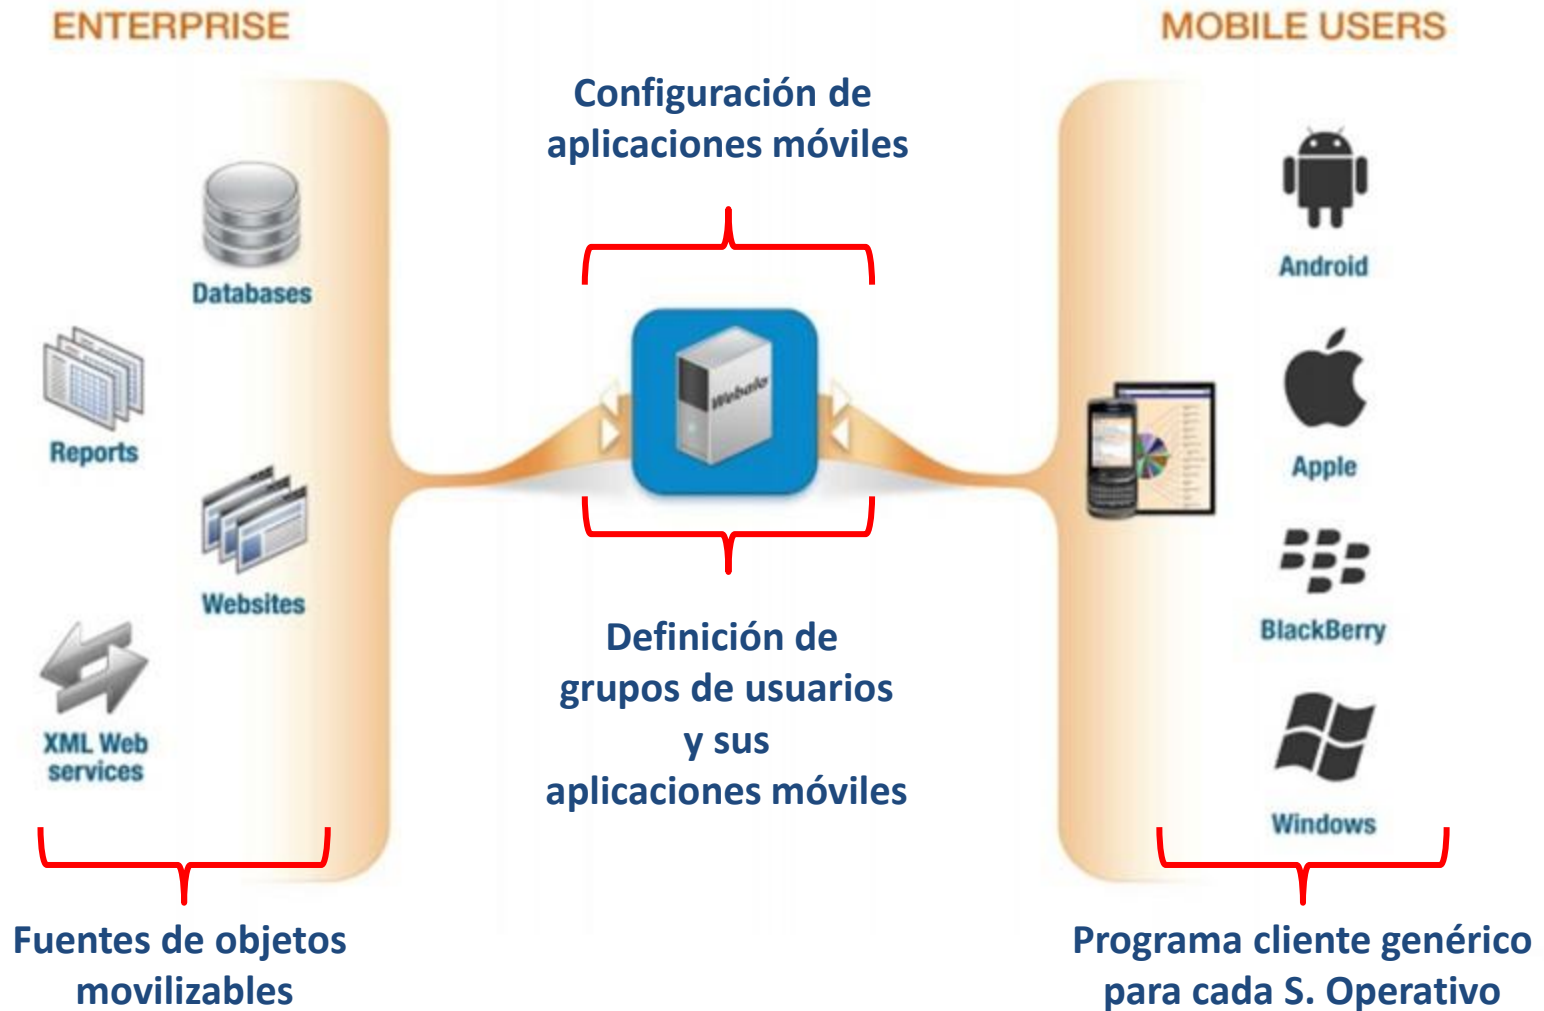 ENTERPRISE
MOBILE USERS
Configuración de
aplicaciones móviles
Databases
Reports
Websites
XML Web
services
Webalo
Android
Apple
BlackBerry
Windows
Definición de
grupos de usuarios
y sus
aplicaciones móviles
Fuentes de objetos
movilizables
Programa cliente genérico
para cada S. Operativo